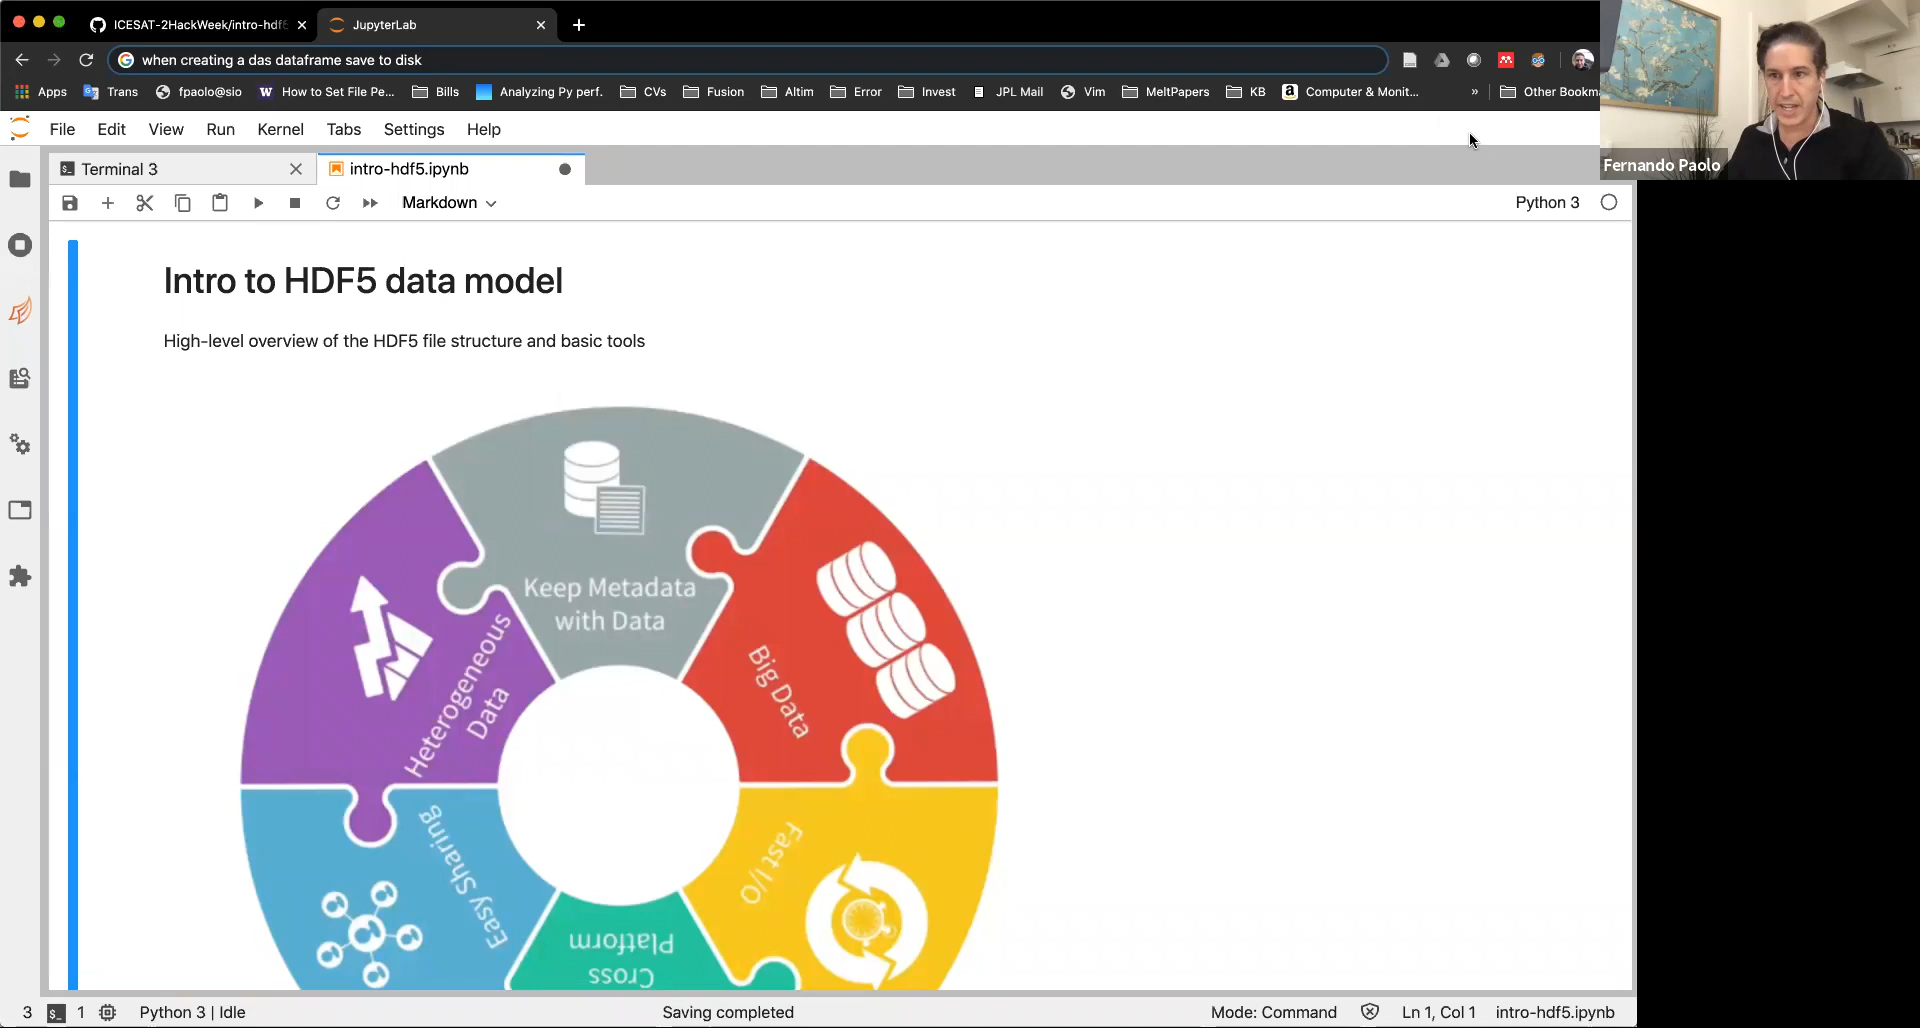 ICESAT-2HackWeek/intro-hdf5
JupyterLab
when creating a das dataframe save to disk
Apps
Trans
fpaolo@sio
W How to Set File Pe...
Bills
Analyzing Py perf.
CVs
Fusion
Altim
Error
Invest
JPL Mail
Vim
MeltPapers
KB
a Computer & Monit...
»
Other Bookma
File Edit View Run Kernel Tabs Settings Help
Fernando Paolo
Terminal 3
intro-hdf5.ipynb
Markdown
Python 3
Intro to HDF5 data model
High-level overview of the HDF5 file structure and basic tools
Keep Metadata
with Data
Big Data
Heterogeneous
Data
Easy Sharing
Fast I/O
Cross
Platform
3 $_ 1 Python 3 | Idle
Saving completed
Mode: Command
Ln 1, Col 1
intro-hdf5.ipynb